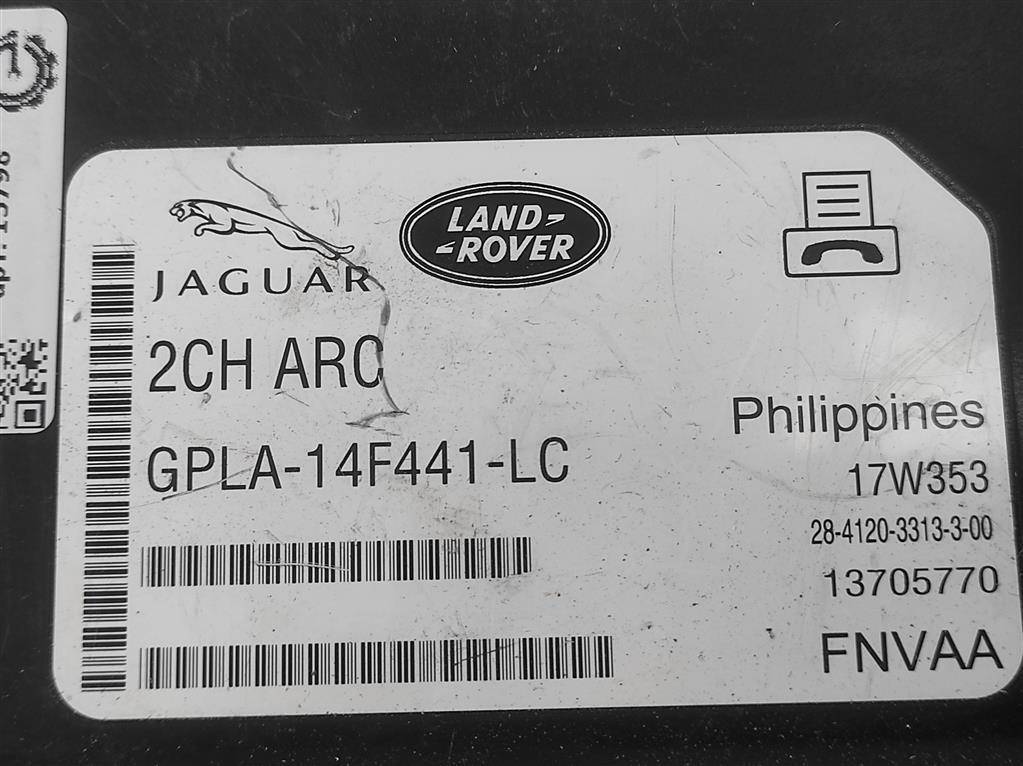 JAGUAR
LAND
ROVER
2CH ARC
GPLA-14F441-LC
Philippines
17W353
28-4120-3313-3-00
13705770
FNVAA